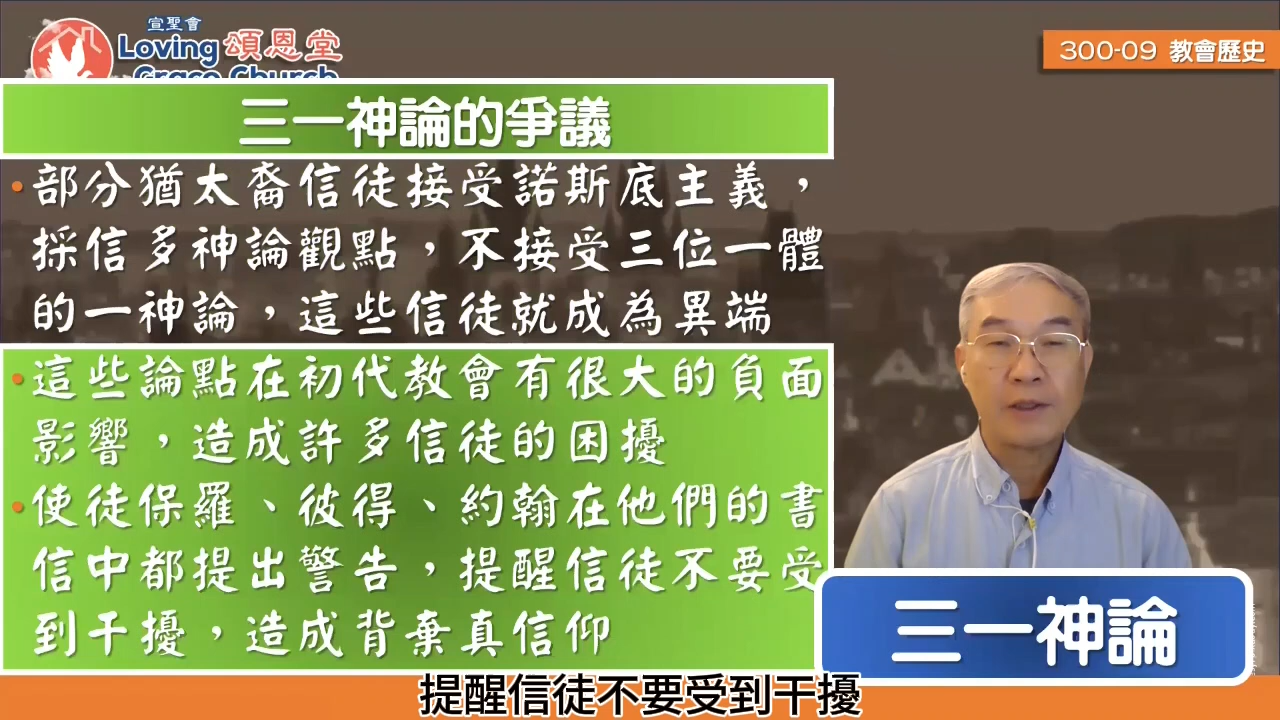 宣聖會
Loving 頌恩堂
Grace Church
300-09 教會歷史
三一神論的爭議
•部分猶太裔信徒接受諾斯底主義，
採信多神論觀點，不接受三位一體
的一神論，這些信徒就成為異端
•這些論點在初代教會有很大的負面
影響，造成許多信徒的困擾
•使徒保羅、彼得、約翰在他們的書
信中都提出警告，提醒信徒不要受
到干擾，造成背棄真信仰
三一神論
提醒信徒不要受到干擾